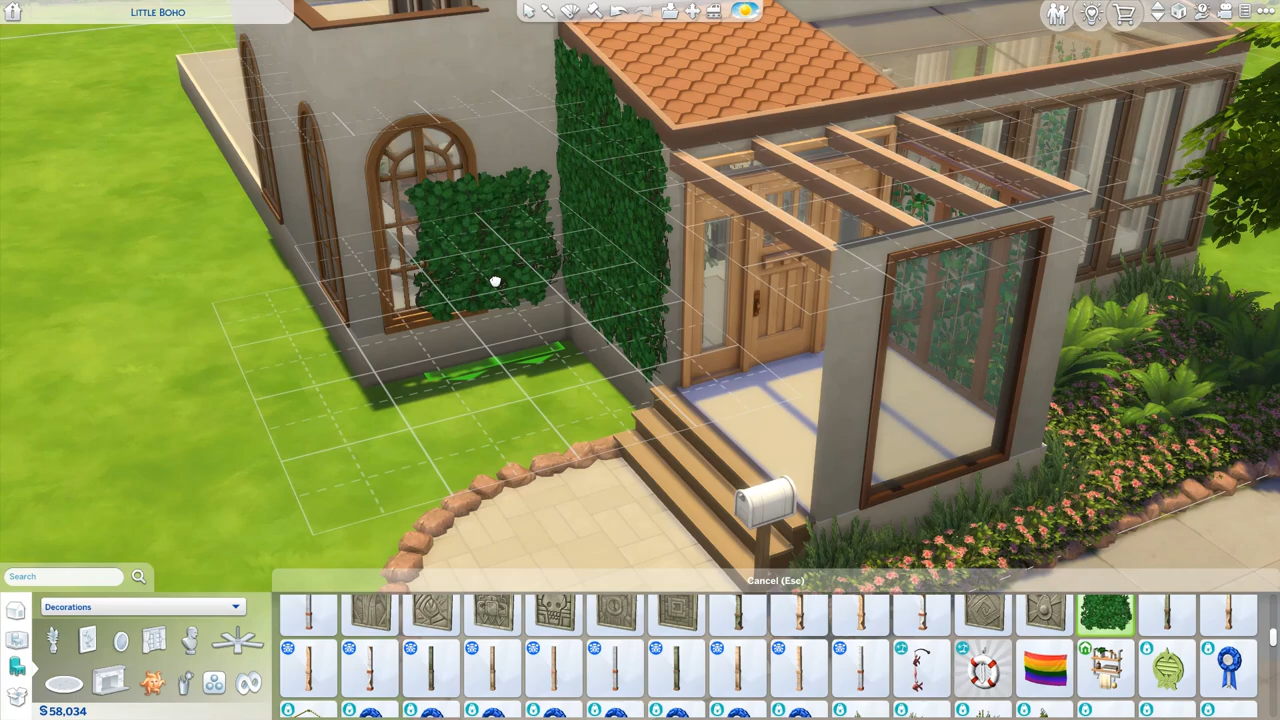 LITTLE BOHO
Search
Cancel (Esc)
Decorations
§58,034